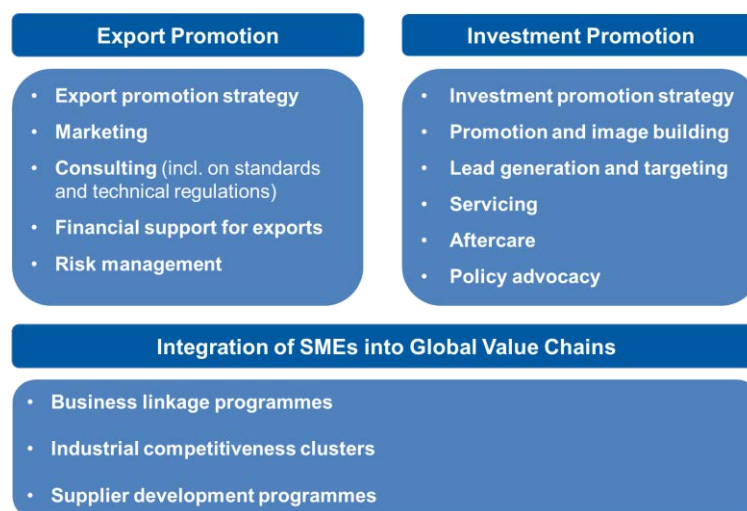 Export Promotion
• Export promotion strategy
• Marketing
• Consulting (incl. on standards
and technical regulations)
• Financial support for exports
• Risk management
Investment Promotion
• Investment promotion strategy
• Promotion and image building
• Lead generation and targeting
• Servicing
• Aftercare
• Policy advocacy
Integration of SMEs into Global Value Chains
• Business linkage programmes
• Industrial competitiveness clusters
• Supplier development programmes